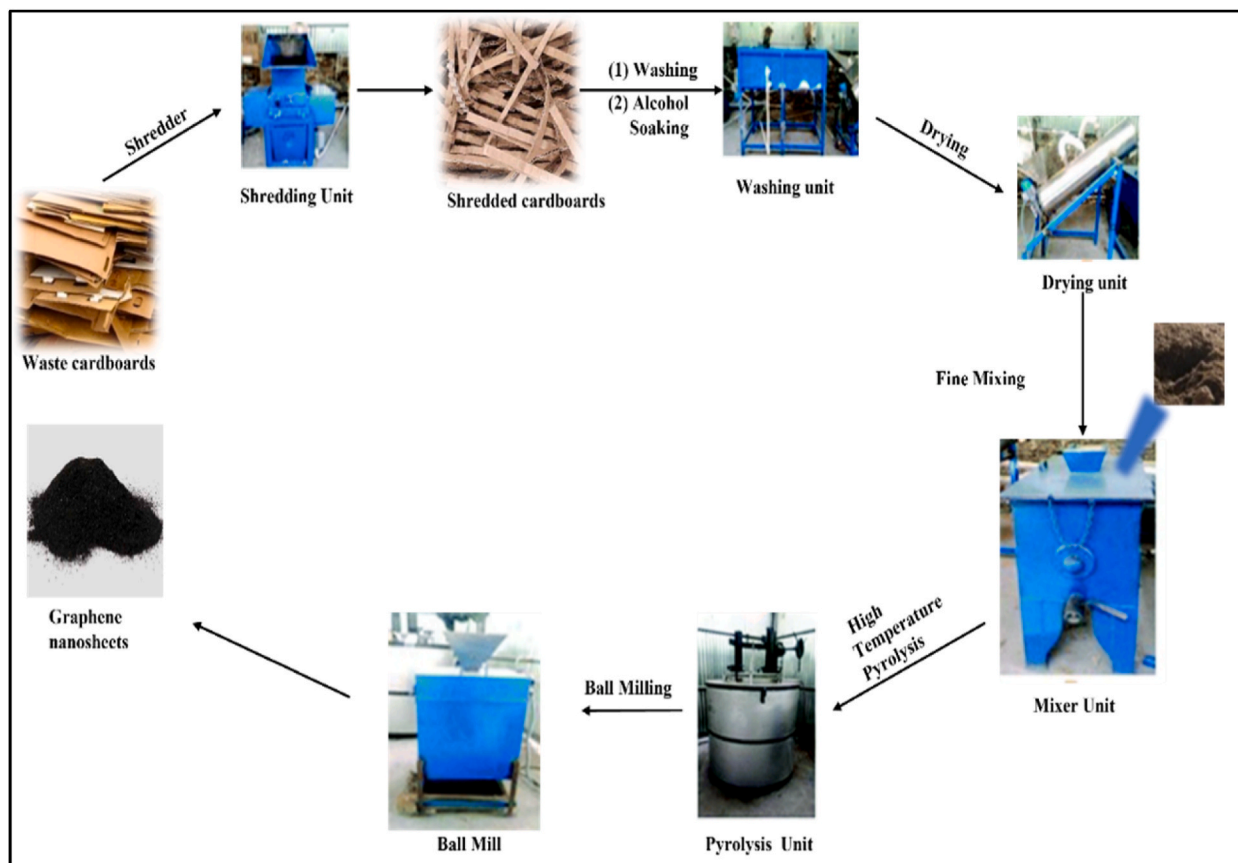 Waste cardboards
Shredder
Shredding Unit
Shredded cardboards
(1) Washing
(2) Alcohol
Soaking
Washing unit
Drying
Drying unit
Fine Mixing
Mixer Unit
High
Temperature
Pyrolysis
Pyrolysis Unit
Ball Milling
Ball Mill
Graphene
nanosheets